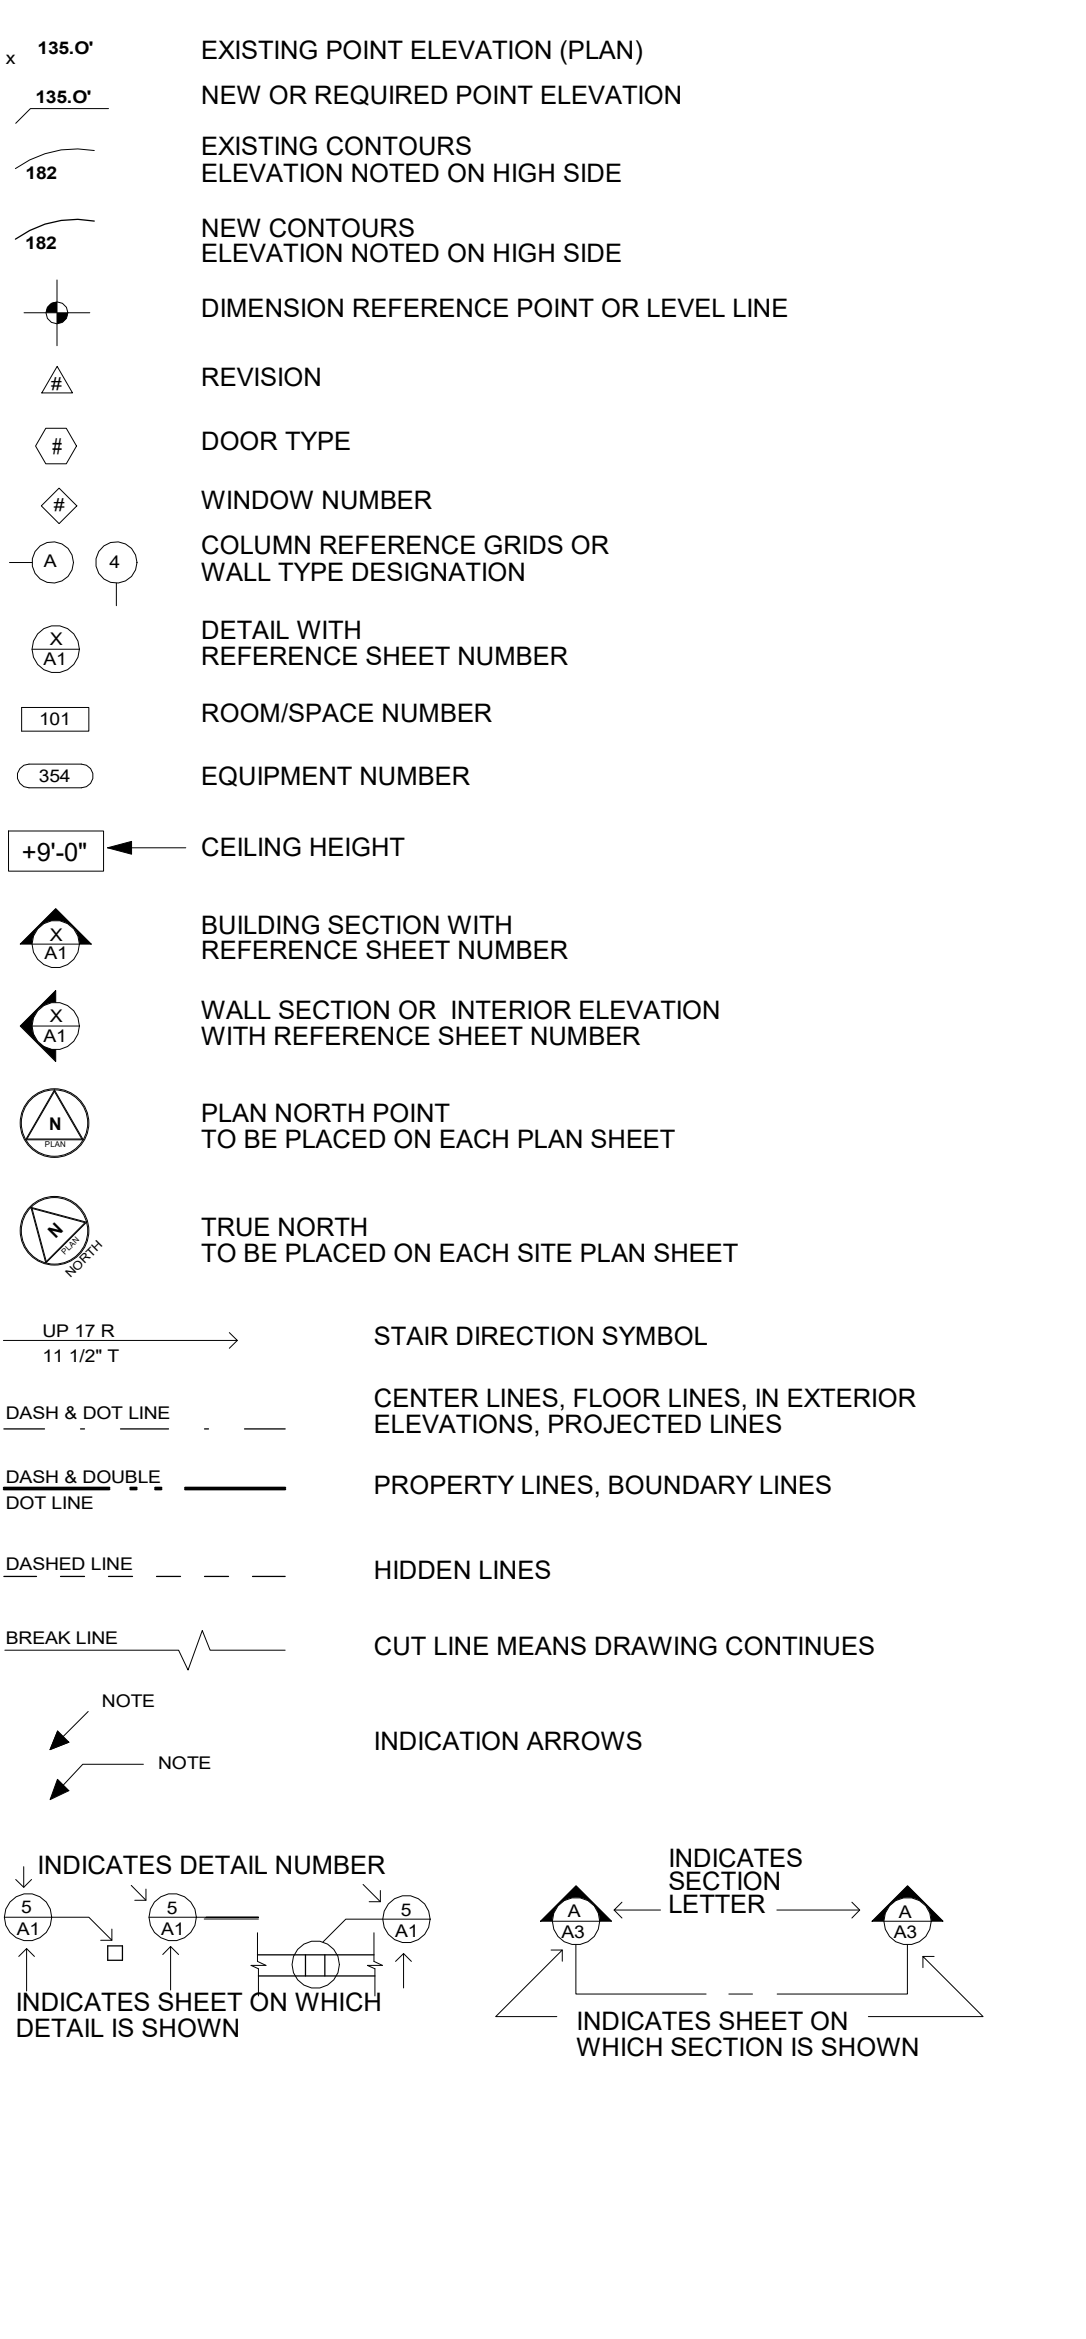 x 135.O' EXISTING POINT ELEVATION (PLAN)
135.O' NEW OR REQUIRED POINT ELEVATION
EXISTING CONTOURS
182 ELEVATION NOTED ON HIGH SIDE
NEW CONTOURS
182 ELEVATION NOTED ON HIGH SIDE
DIMENSION REFERENCE POINT OR LEVEL LINE
# REVISION
# DOOR TYPE
# WINDOW NUMBER
A 4 COLUMN REFERENCE GRIDS OR
WALL TYPE DESIGNATION
X DETAIL WITH
A1 REFERENCE SHEET NUMBER
101 ROOM/SPACE NUMBER
354 EQUIPMENT NUMBER
+9'-0" CEILING HEIGHT
X BUILDING SECTION WITH
A1 REFERENCE SHEET NUMBER
X WALL SECTION OR INTERIOR ELEVATION
A1 WITH REFERENCE SHEET NUMBER
N PLAN NORTH POINT
PLAN TO BE PLACED ON EACH PLAN SHEET
N TRUE NORTH
PLAN TO BE PLACED ON EACH SITE PLAN SHEET
NORTH
UP 17 R STAIR DIRECTION SYMBOL
11 1/2" T
CENTER LINES, FLOOR LINES, IN EXTERIOR
DASH & DOT LINE ELEVATIONS, PROJECTED LINES
DASH & DOUBLE PROPERTY LINES, BOUNDARY LINES
DOT LINE
DASHED LINE HIDDEN LINES
BREAK LINE CUT LINE MEANS DRAWING CONTINUES
NOTE
INDICATION ARROWS
NOTE
INDICATES DETAIL NUMBER
5 5 5
A1 A1 A1
INDICATES SHEET ON WHICH
DETAIL IS SHOWN
INDICATES
SECTION
LETTER
A A
A3 A3
INDICATES SHEET ON
WHICH SECTION IS SHOWN